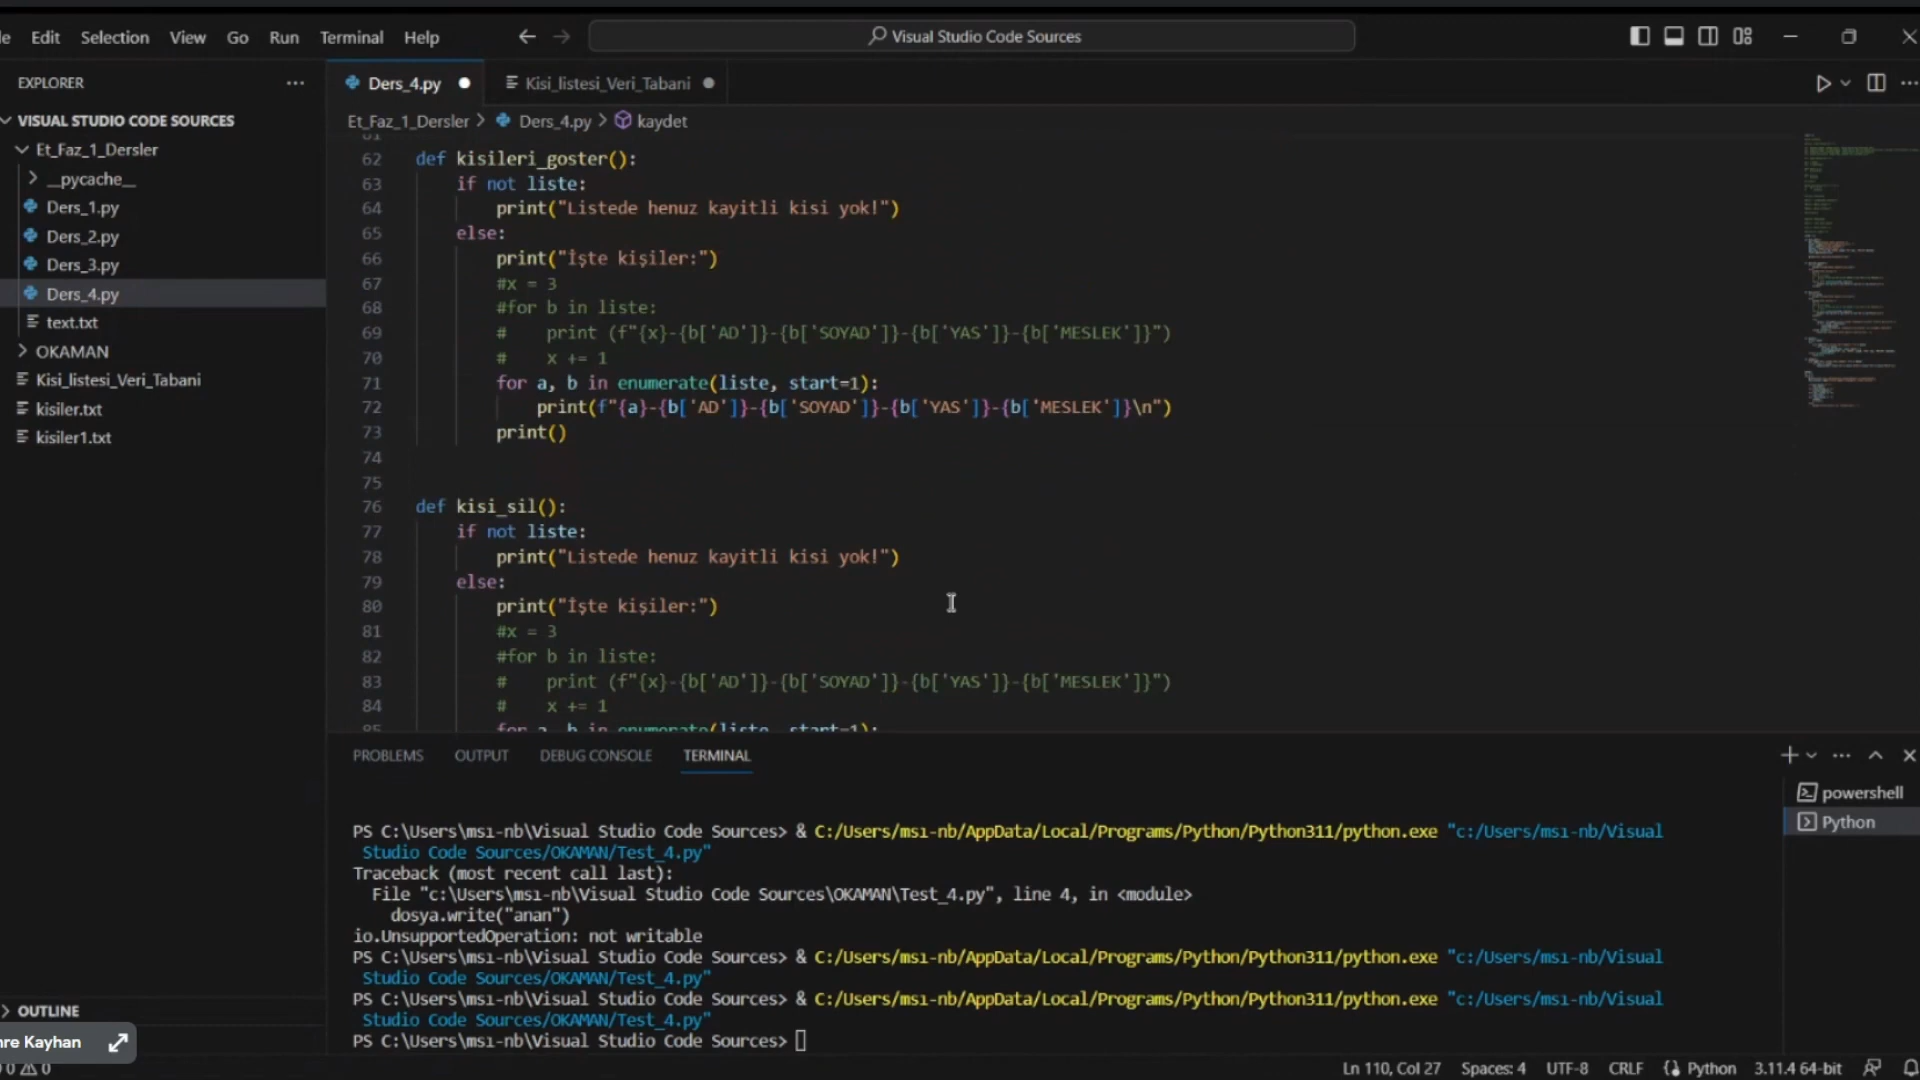 Edit Selection View Go Run Terminal Help
Visual Studio Code Sources
EXPLORER
Ders_4.py
Kisi_listesi_Veri_Tabani
VISUAL STUDIO CODE SOURCES
Et_Faz_1_Dersler
__pycache__
Ders_1.py
Ders_2.py
Ders_3.py
Ders_4.py
text.txt
OKAMAN
Kisi_listesi_Veri_Tabani
kisiler.txt
kisiler1.txt
OUTLINE
Kayhan
Et_Faz_1_Dersler > Ders_4.py > kaydet
62 def kisileri_goster():
63 if not liste:
64 print("Listede henuz kayitli kisi yok!")
65 else:
66 print("İşte kişiler:")
67 #x = 3
68 #for b in liste:
69 # print (f"{x}-{b['AD']}-{b['SOYAD']}-{b['YAS']}-{b['MESLEK']}")
70 # x += 1
71 for a, b in enumerate(liste, start=1):
72 print(f"{a}-{b['AD']}-{b['SOYAD']}-{b['YAS']}-{b['MESLEK']}\n")
73 print()
74
75
76 def kisi_sil():
77 if not liste:
78 print("Listede henuz kayitli kisi yok!")
79 else:
80 print("İşte kişiler:")
81 #x = 3
82 #for b in liste:
83 # print (f"{x}-{b['AD']}-{b['SOYAD']}-{b['YAS']}-{b['MESLEK']}")
84 # x += 1
85 for a, b in enumerate(liste, start=1):
PROBLEMS OUTPUT DEBUG CONSOLE TERMINAL
powershell
Python
PS C:\Users\msı-nb\Visual Studio Code Sources> & C:/Users/msı-nb/AppData/Local/Programs/Python/Python311/python.exe "c:/Users/msı-nb/Visual
Studio Code Sources/OKAMAN/Test_4.py"
Traceback (most recent call last):
File "c:\Users\msı-nb\Visual Studio Code Sources\OKAMAN\Test_4.py", line 4, in <module>
dosya.write("anan")
io.UnsupportedOperation: not writable
PS C:\Users\msı-nb\Visual Studio Code Sources> & C:/Users/msı-nb/AppData/Local/Programs/Python/Python311/python.exe "c:/Users/msı-nb/Visual
Studio Code Sources/OKAMAN/Test_4.py"
PS C:\Users\msı-nb\Visual Studio Code Sources> & C:/Users/msı-nb/AppData/Local/Programs/Python/Python311/python.exe "c:/Users/msı-nb/Visual
Studio Code Sources/OKAMAN/Test_4.py"
PS C:\Users\msı-nb\Visual Studio Code Sources>
0 0 Ln 110, Col 27 Spaces: 4 UTF-8 CRLF Python 3.11.4 64-bit